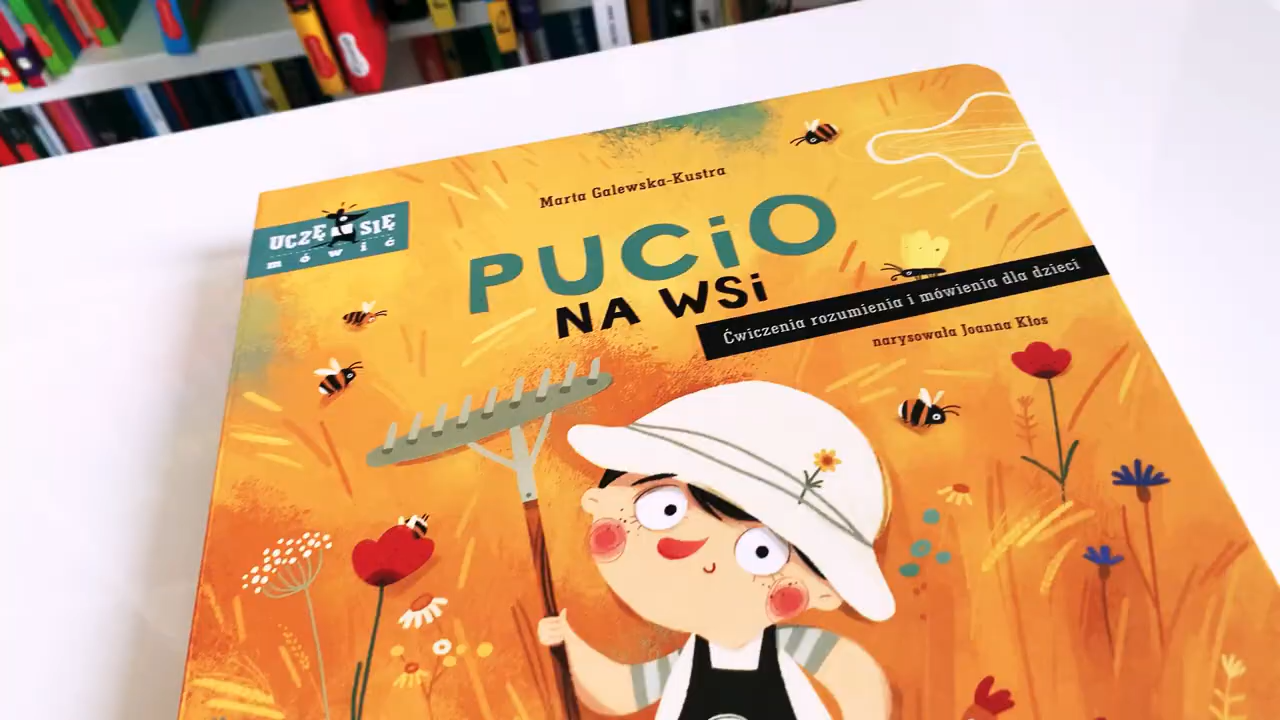 Marta Galewska-Kustra
UCZĘ SIĘ
mówić
PUCiO
NA WSi
Ćwiczenia rozumienia i mówienia dla dzieci
narysowała Joanna Kłos